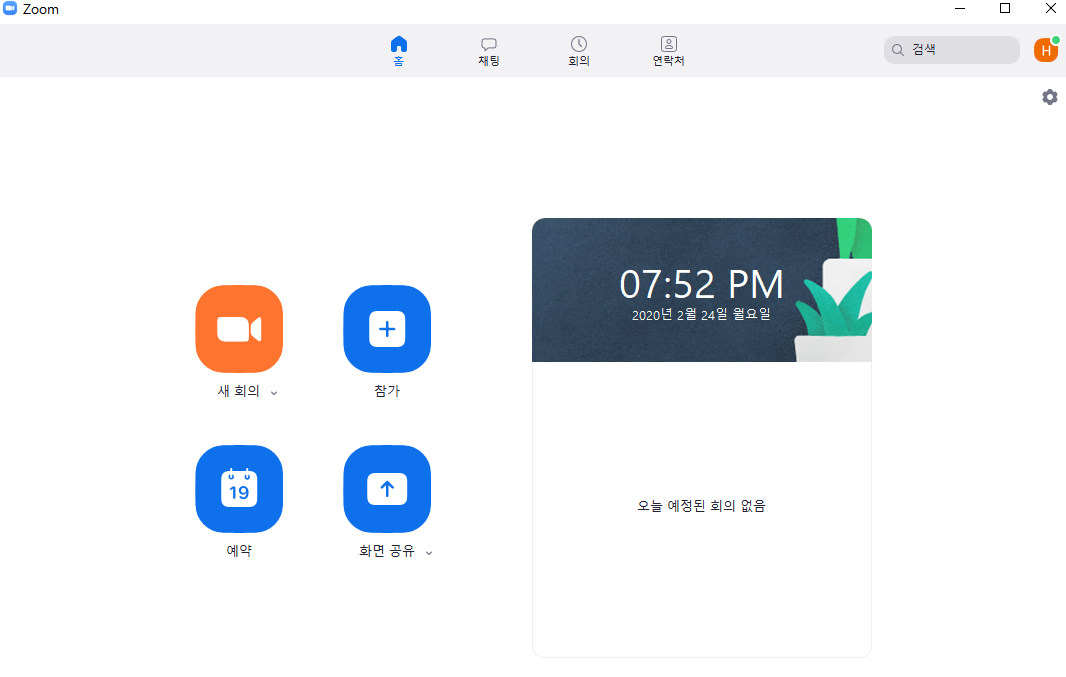 Zoom
홈
채팅
회의
연락처
검색
H
07:52 PM
2020년 2월 24일 월요일
새 회의
참가
19
예약
화면 공유
오늘 예정된 회의 없음